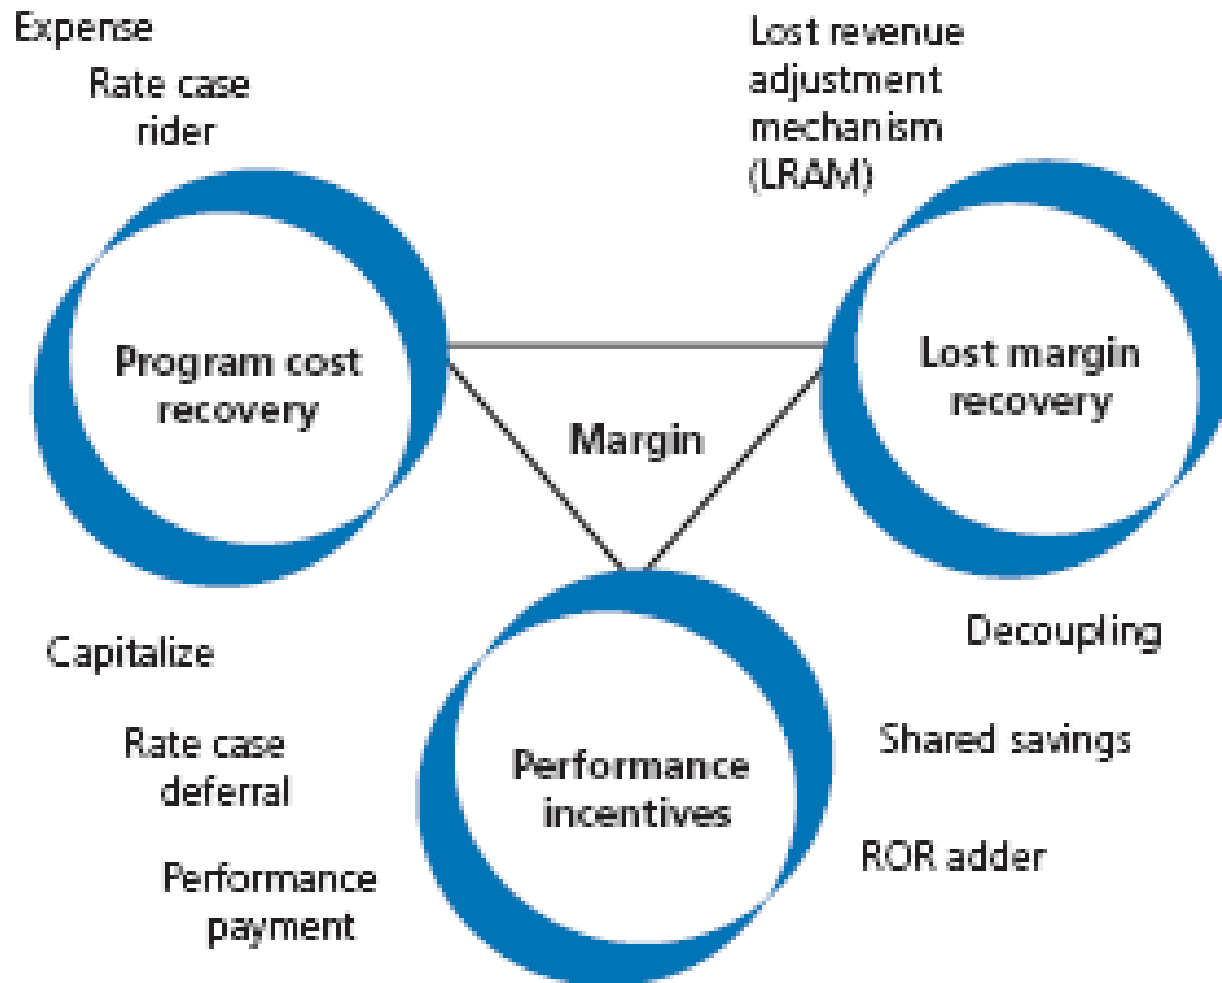 Expense
Rate case
rider
Lost revenue
adjustment
mechanism
(LRAM)
Program cost
recovery
Lost margin
recovery
Margin
Capitalize
Decoupling
Rate case
deferral
Shared savings
Performance
incentives
ROR adder
Performance
payment